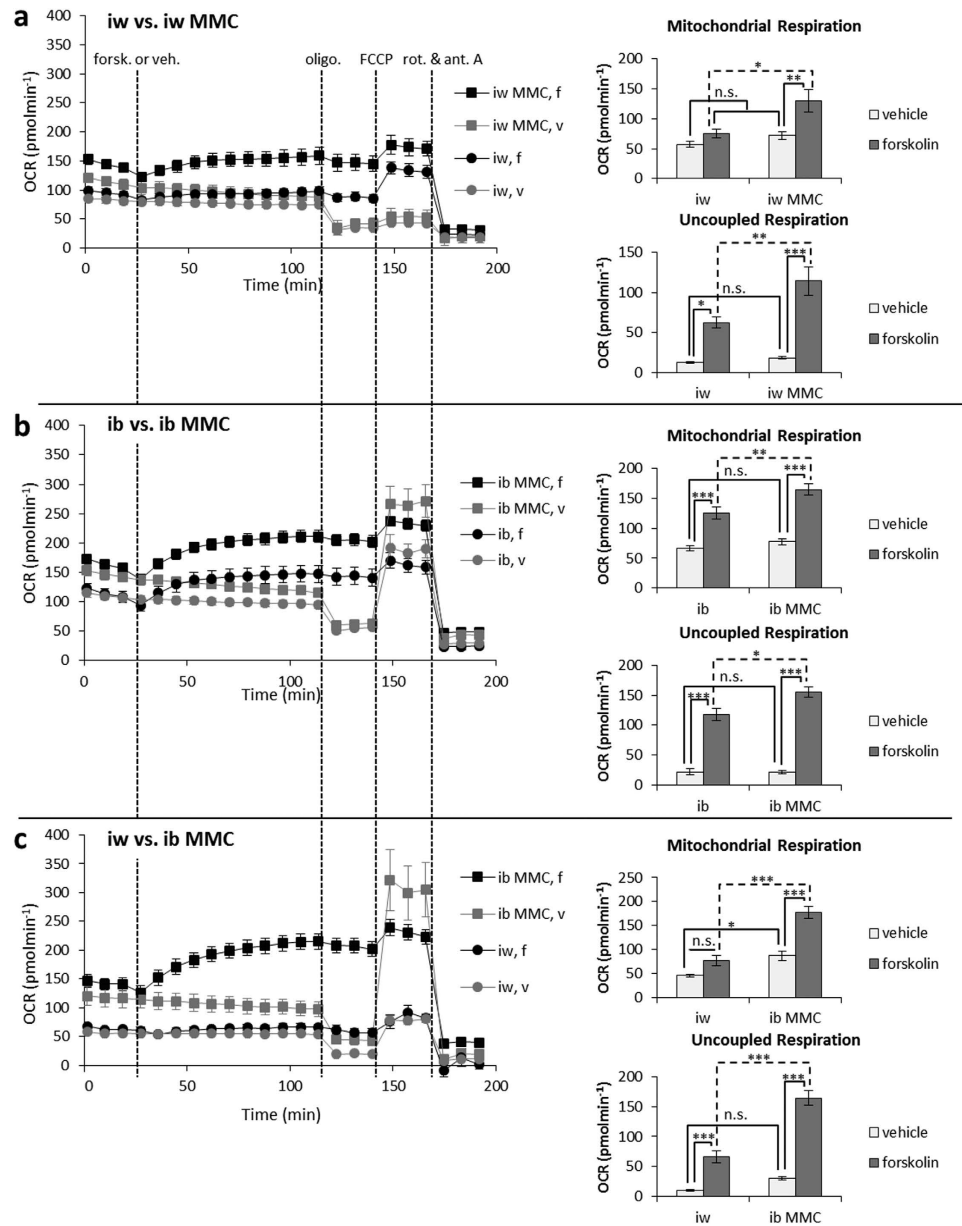 a
iw vs. iw MMC
forsk. or veh.
oligo.
FCCP
rot. & ant. A
OCR (pmolmin⁻¹)
400
350
300
250
200
150
100
50
0
0
50
100
150
200
Time (min)
iw MMC, f
iw MMC, v
iw, f
iw, v
Mitochondrial Respiration
OCR (pmolmin⁻¹)
200
150
100
50
0
n.s.
*
**
iw
iw MMC
vehicle
forskolin
Uncoupled Respiration
OCR (pmolmin⁻¹)
150
100
50
0
*
n.s.
**
***
iw
iw MMC
vehicle
forskolin
b
ib vs. ib MMC
OCR (pmolmin⁻¹)
400
350
300
250
200
150
100
50
0
0
50
100
150
200
Time (min)
ib MMC, f
ib MMC, v
ib, f
ib, v
Mitochondrial Respiration
OCR (pmolmin⁻¹)
200
150
100
50
0
***
n.s.
**
***
ib
ib MMC
vehicle
forskolin
Uncoupled Respiration
OCR (pmolmin⁻¹)
200
150
100
50
0
***
n.s.
*
***
ib
ib MMC
vehicle
forskolin
c
iw vs. ib MMC
OCR (pmolmin⁻¹)
400
350
300
250
200
150
100
50
0
0
50
100
150
200
Time (min)
ib MMC, f
ib MMC, v
iw, f
iw, v
Mitochondrial Respiration
OCR (pmolmin⁻¹)
250
200
150
100
50
0
n.s.
*
***
***
iw
ib MMC
vehicle
forskolin
Uncoupled Respiration
OCR (pmolmin⁻¹)
200
150
100
50
0
***
n.s.
***
***
iw
ib MMC
vehicle
forskolin